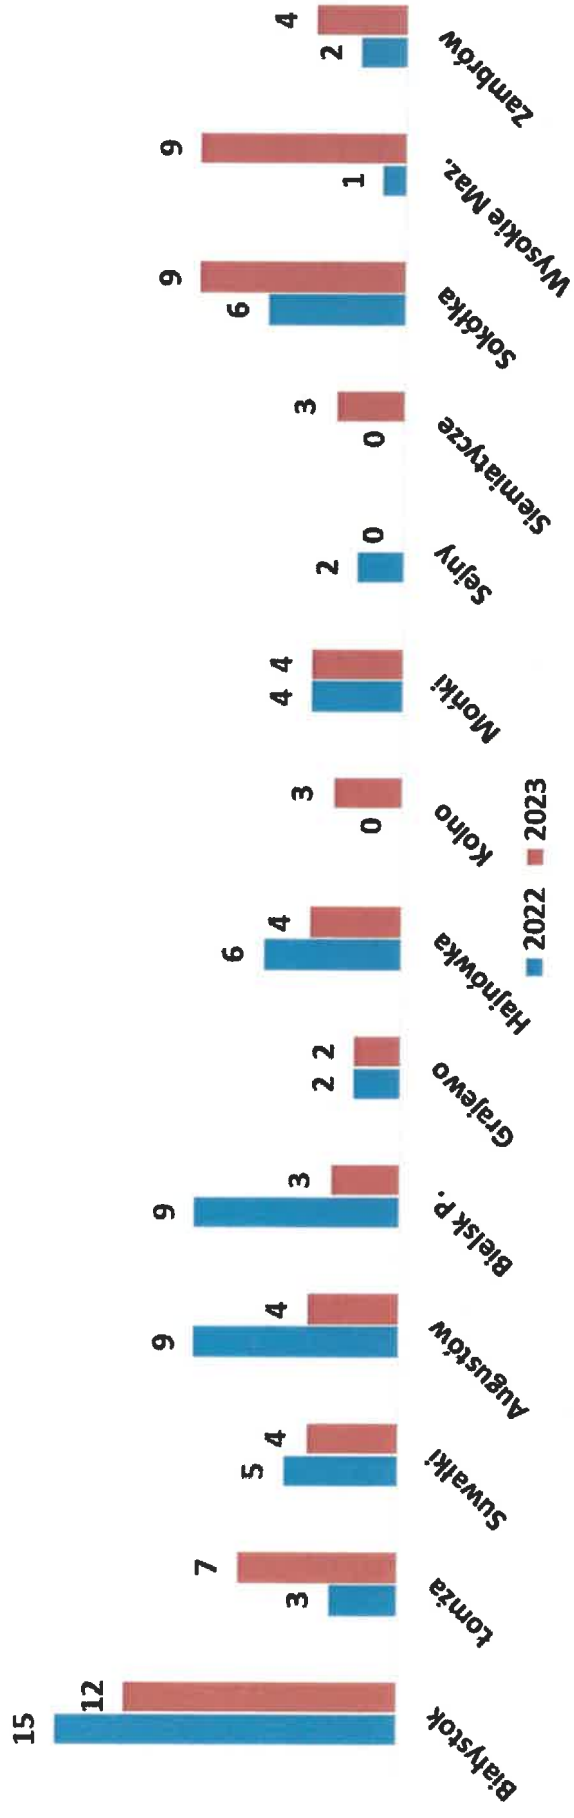 15 12
3 7
5 4
9 4
9 3
2 2
6 4
0 3
4 4
2 0
0 3
6 9
1 9
2 4
Białystok
Łomża
Suwałki
Augustów
Bielsk P.
Grajewo
Hajnówka
Kolno
Mońki
Sejny
Siemiatycze
Sokółka
Wysokie Maz.
Zambrów
2022 2023